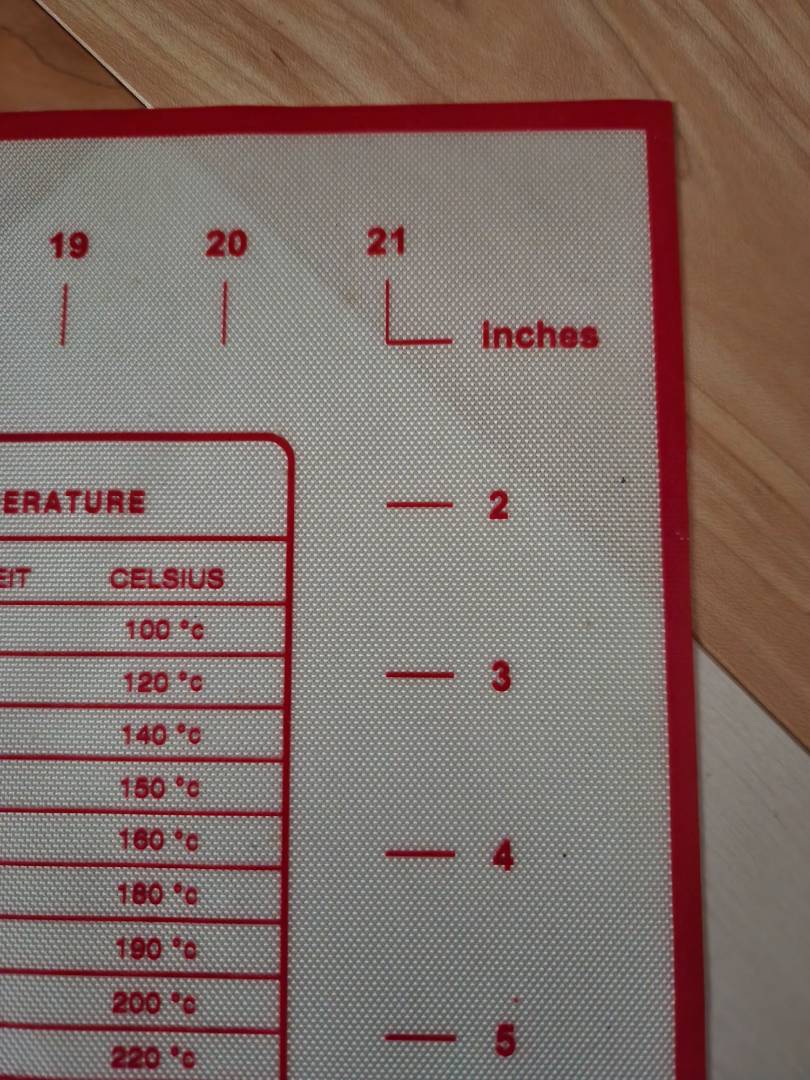 19 20 21
Inches
ERATURE
2
EIT CELSIUS
100 °c
120 °c
3
140 °c
150 °c
160 °c
4
180 °c
190 °c
200 °c
5
220 °c